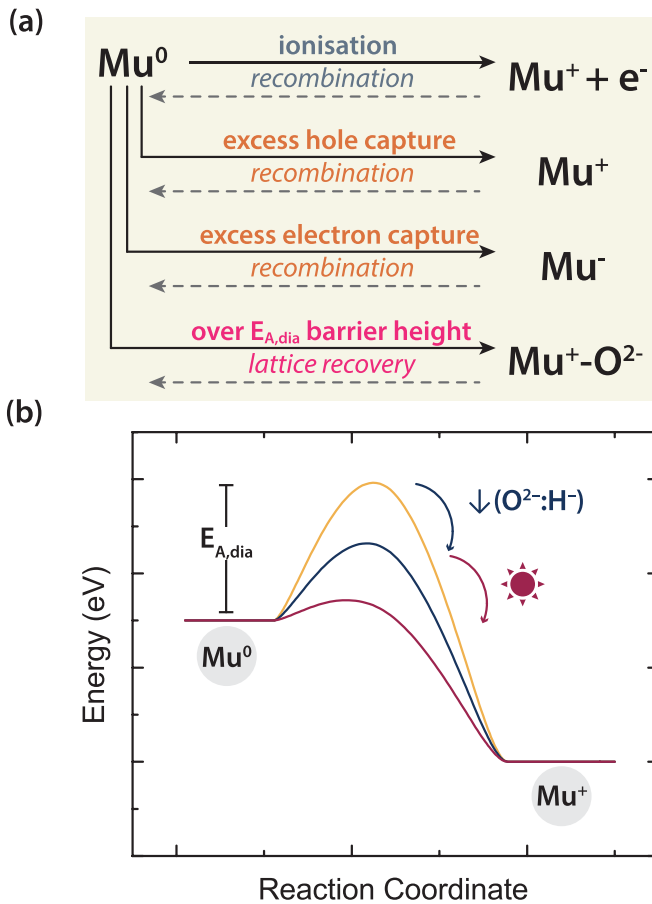 (a)
Mu⁰
ionisation
recombination
Mu⁺ + e⁻
excess hole capture
recombination
Mu⁺
excess electron capture
recombination
Mu⁻
over E_A,dia barrier height
lattice recovery
Mu⁺-O²⁻
(b)
↓(O²⁻:H⁻)
E_A,dia
Mu⁰
Mu⁺
Energy (eV)
Reaction Coordinate